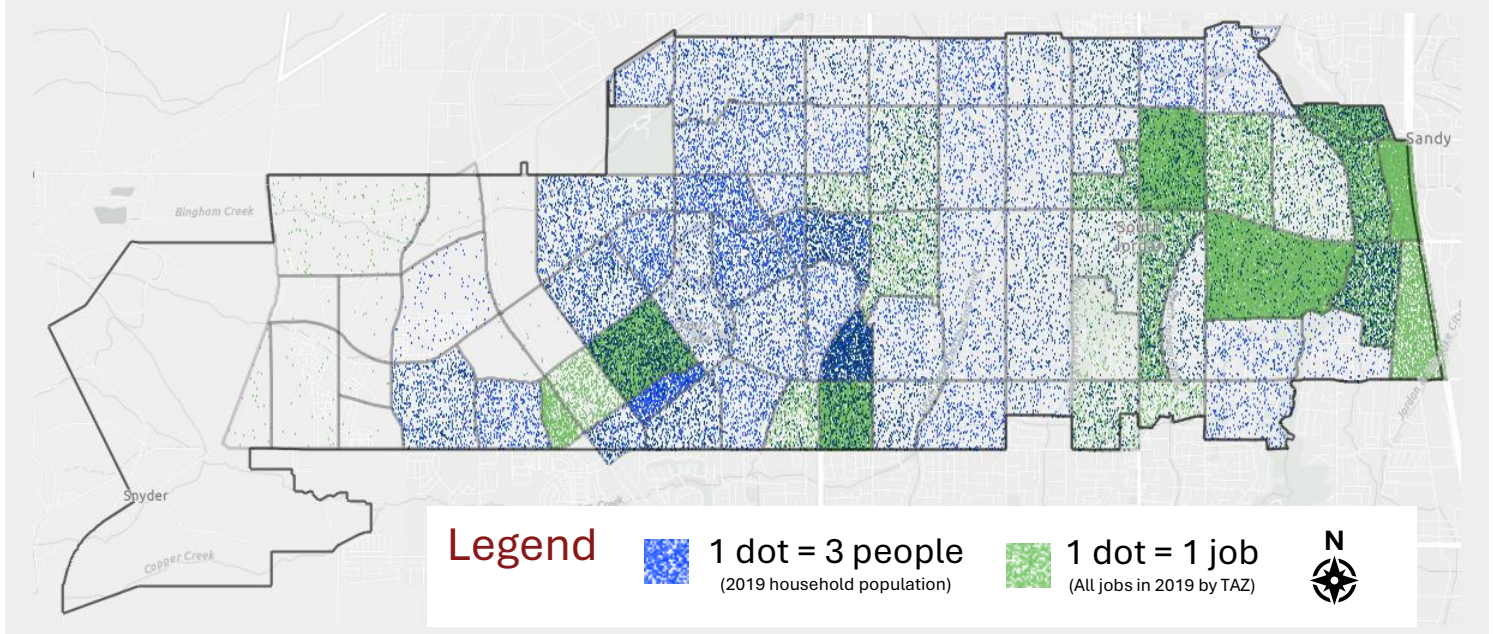 Sandy
Bingham Creek
South
Jordan
Snyder
Creek
Copper Creek
Legend
1 dot = 3 people
(2019 household population)
1 dot = 1 job
(All jobs in 2019 by TAZ)
N